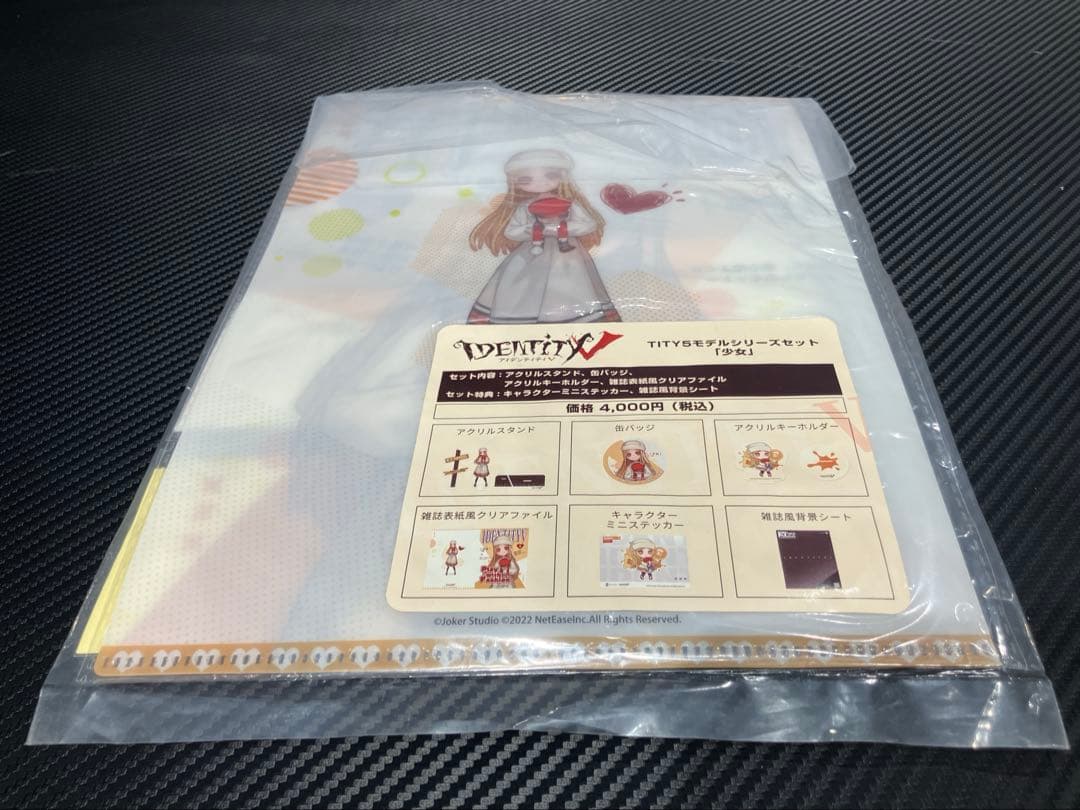 IDENTITY V
アイデンティティV
TITY5モデルシリーズセット
「少女」
セット内容:アクリルスタンド、缶バッジ、
アクリルキーホルダー、雑誌表紙風クリアファイル
セット特典:キャラクターミニステッカー、雑誌風背景シート
価格 4,000円(税込)
アクリルスタンド
缶バッジ
アクリルキーホルダー
雑誌表紙風クリアファイル
キャラクター
ミニステッカー
雑誌風背景シート
IDENTITY
©Joker Studio ©2022 NetEaseInc.All Rights Reserved.